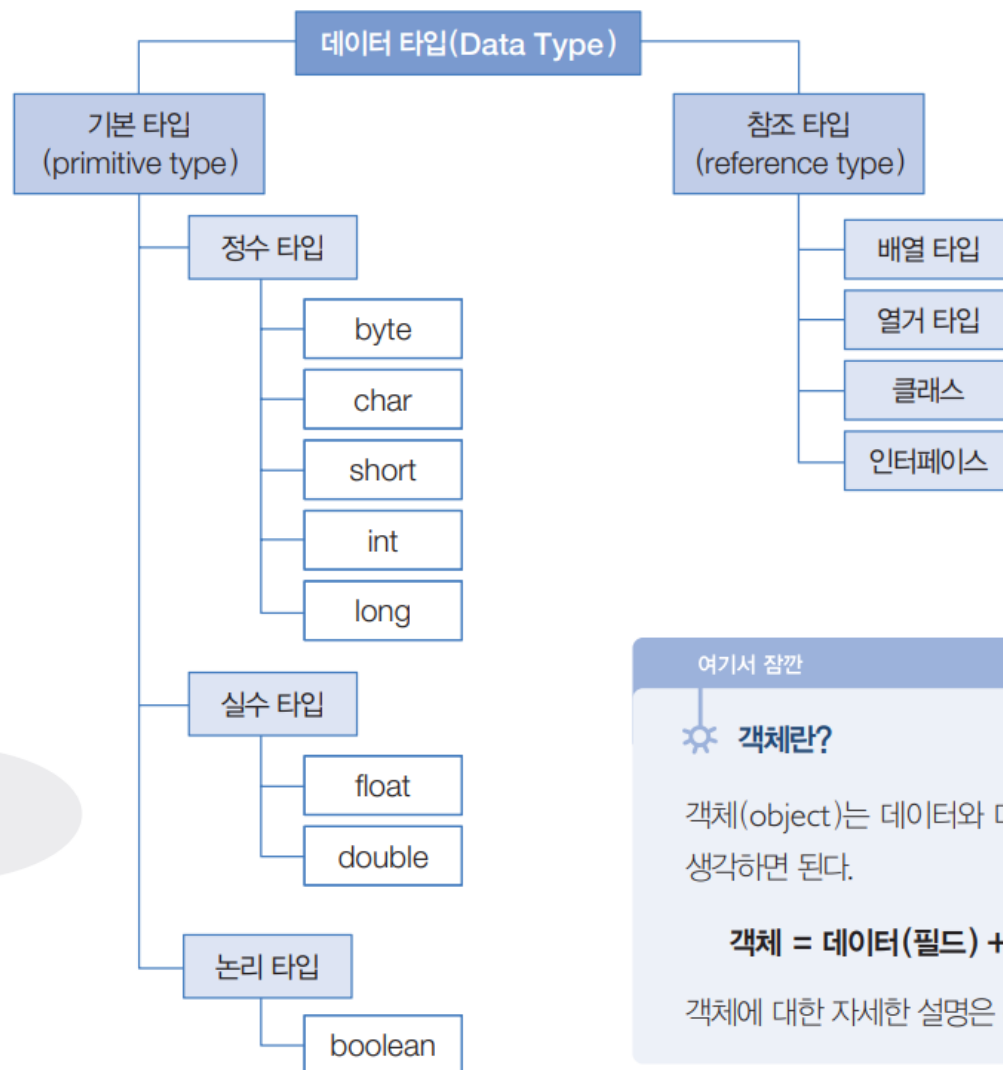 데이터 타입(Data Type)
기본 타입
(primitive type)
정수 타입
byte
char
short
int
long
실수 타입
float
double
논리 타입
boolean
참조 타입
(reference type)
배열 타입
열거 타입
클래스
인터페이스
여기서 잠깐
객체란?
객체(object)는 데이터와
생각하면 된다.
객체 = 데이터(필드) +
객체에 대한 자세한 설명은